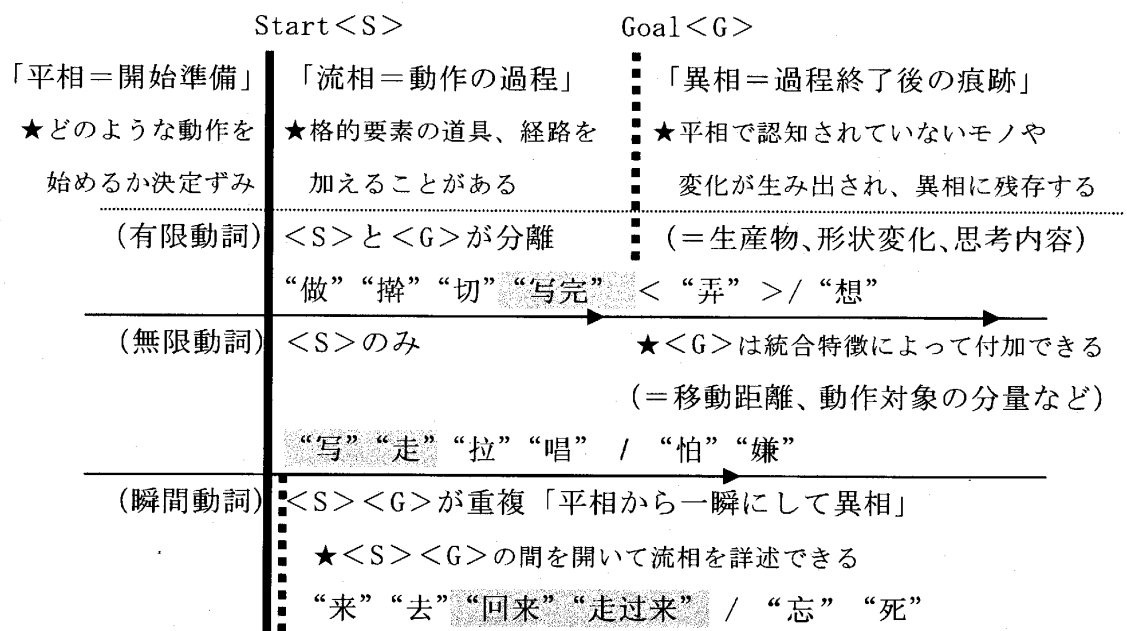 Start＜S＞　Goal＜G＞
「平相＝開始準備」　「流相＝動作の過程」　「異相＝過程終了後の痕跡」
★どのような動作を　★格的要素の道具、経路を　★平相で認知されていないモノや
始めるか決定ずみ　加えることがある　変化が生み出され、異相に残存する
(有限動詞)　＜S＞と＜G＞が分離　(＝生産物、形状変化、思考内容)
“做”“擀”“切”“写完”　＜“弄”＞/“想”
(無限動詞)　＜S＞のみ　★＜G＞は統合特徴によって付加できる
(＝移動距離、動作対象の分量など)
“写”“走”“拉”“唱” / “怕”“嫌”
(瞬間動詞)　＜S＞＜G＞が重複「平相から一瞬にして異相」
★＜S＞＜G＞の間を開いて流相を詳述できる
“来”“去”“回来”“走过来” / “忘”“死”